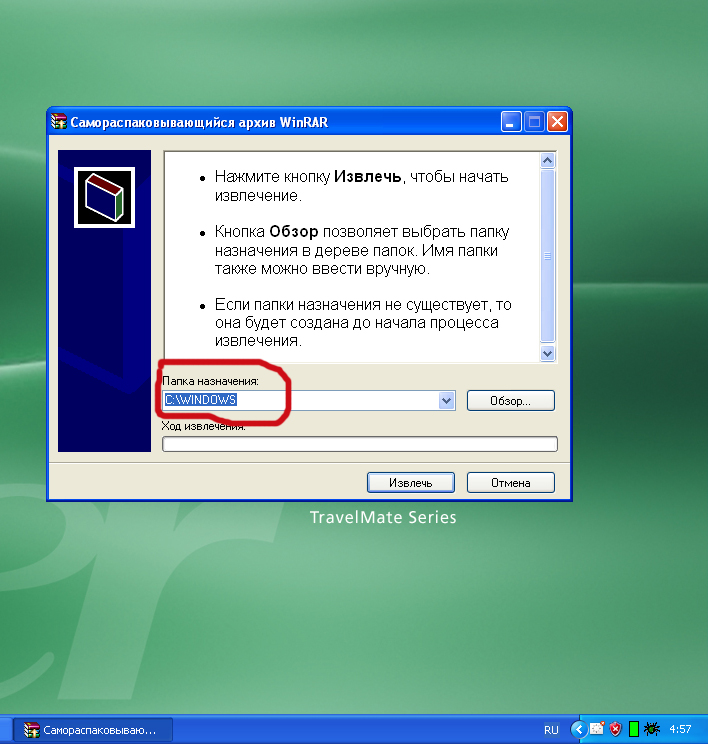 Самораспаковывающийся архив WinRAR
• Нажмите кнопку Извлечь, чтобы начать
извлечение.
• Кнопка Обзор позволяет выбрать папку
назначения в дереве папок. Имя папки
также можно ввести вручную.
• Если папки назначения не существует, то
она будет создана до начала процесса
извлечения.
Папка назначения:
C:\WINDOWS
Обзор...
Ход извлечения:
Извлечь
Отмена
TravelMate Series
er
Самораспаковываю...
RU
4:57